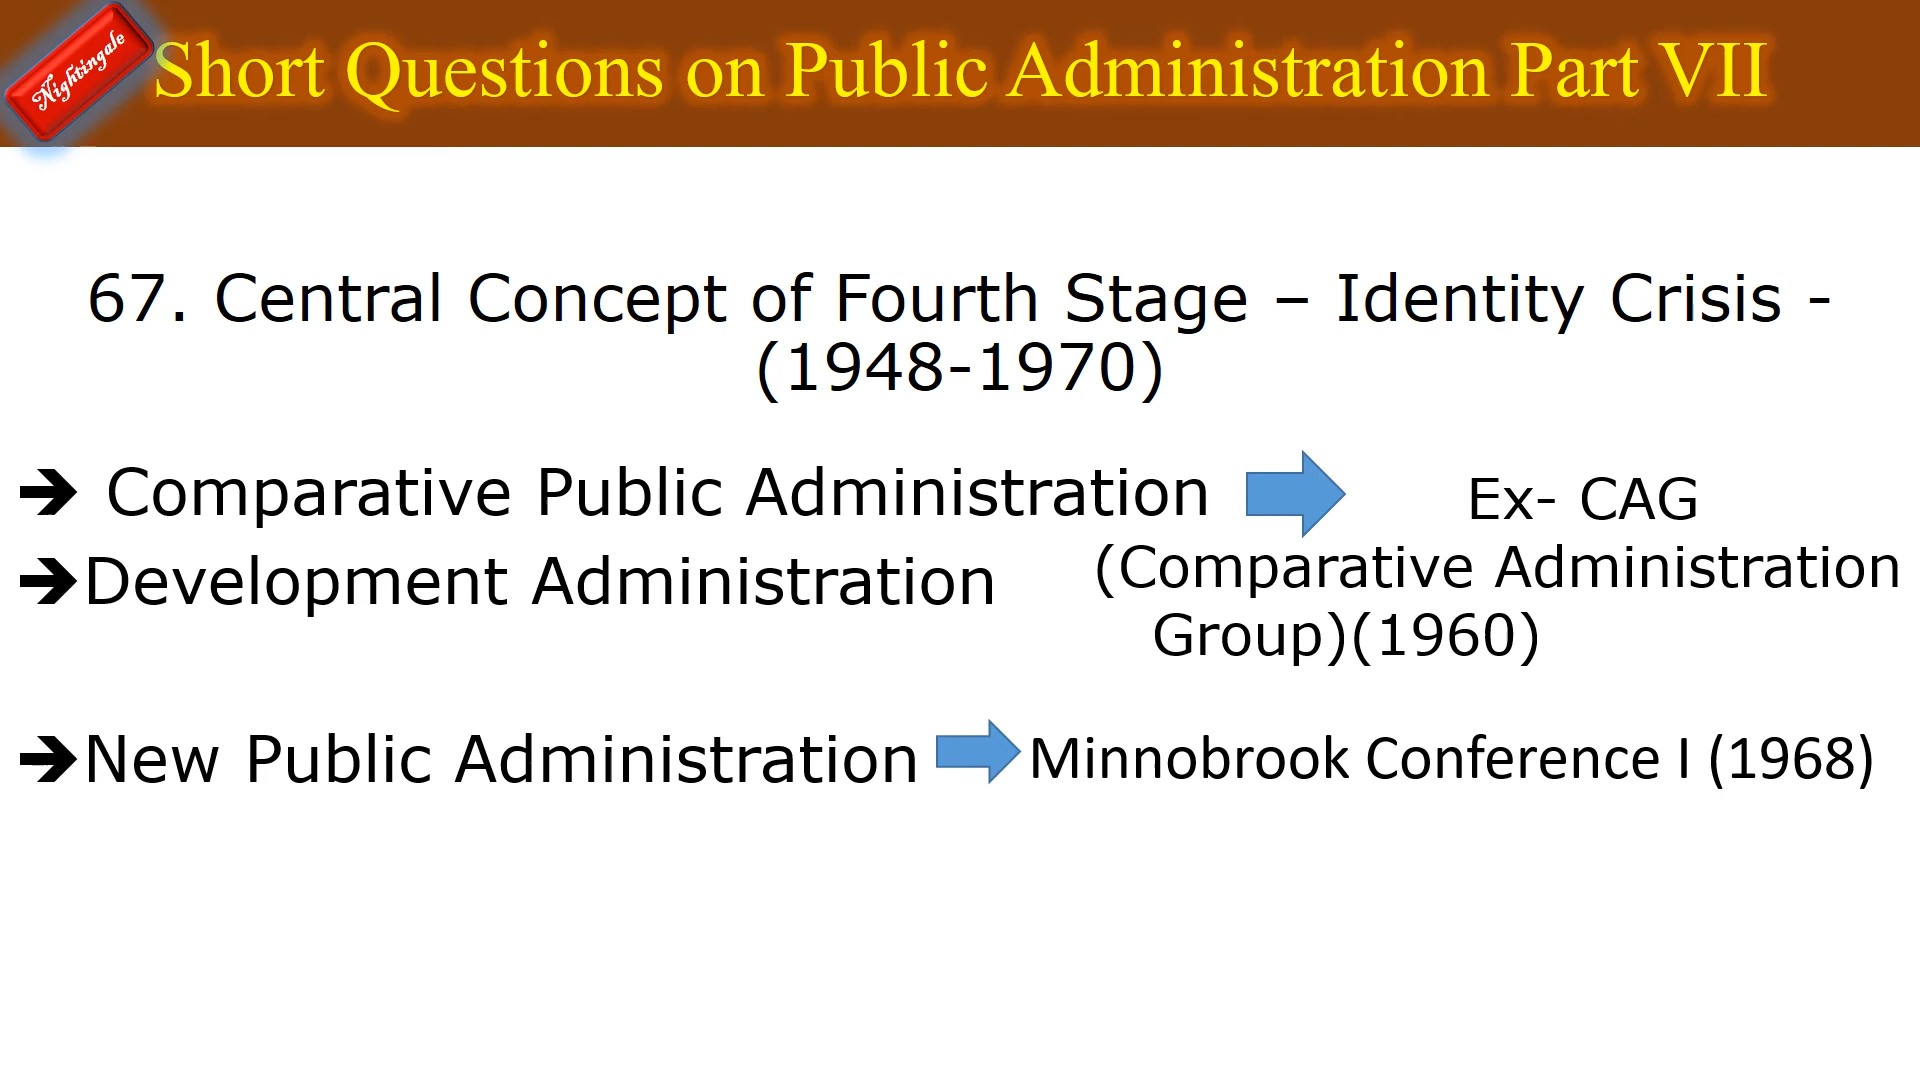 Nightingale
Short Questions on Public Administration Part VII
67. Central Concept of Fourth Stage – Identity Crisis -
(1948-1970)
➔ Comparative Public Administration
Ex- CAG
(Comparative Administration
Group)(1960)
➔Development Administration
➔New Public Administration
Minnobrook Conference I (1968)